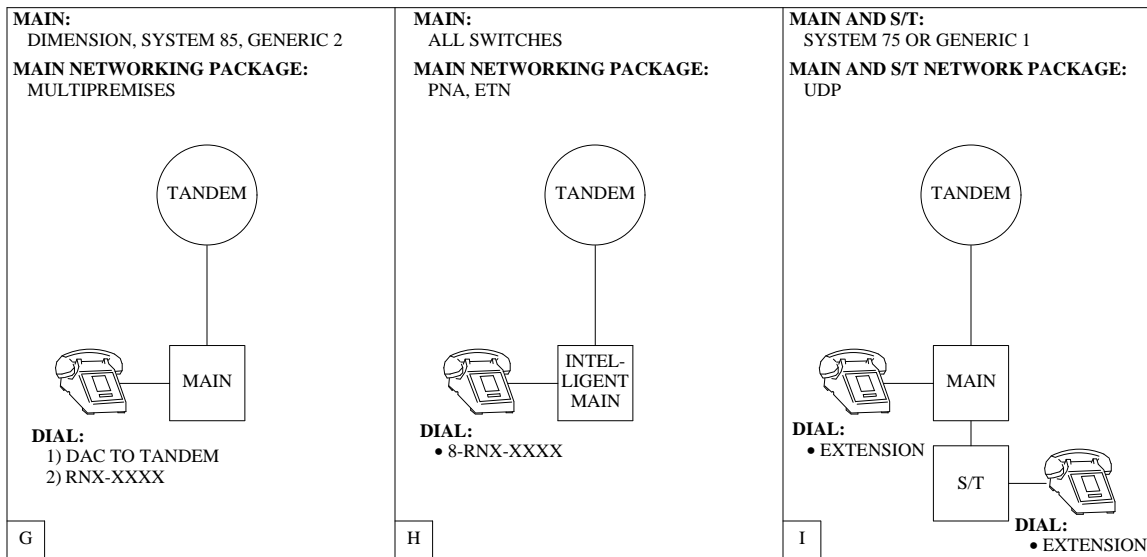 MAIN:
DIMENSION, SYSTEM 85, GENERIC 2
MAIN NETWORKING PACKAGE:
MULTIPREMISES
TANDEM
MAIN
DIAL:
1) DAC TO TANDEM
2) RNX-XXXX
G
MAIN:
ALL SWITCHES
MAIN NETWORKING PACKAGE:
PNA, ETN
TANDEM
INTEL-
LIGENT
MAIN
DIAL:
• 8-RNX-XXXX
H
MAIN AND S/T:
SYSTEM 75 OR GENERIC 1
MAIN AND S/T NETWORK PACKAGE:
UDP
TANDEM
MAIN
DIAL:
• EXTENSION
S/T
DIAL:
• EXTENSION
I